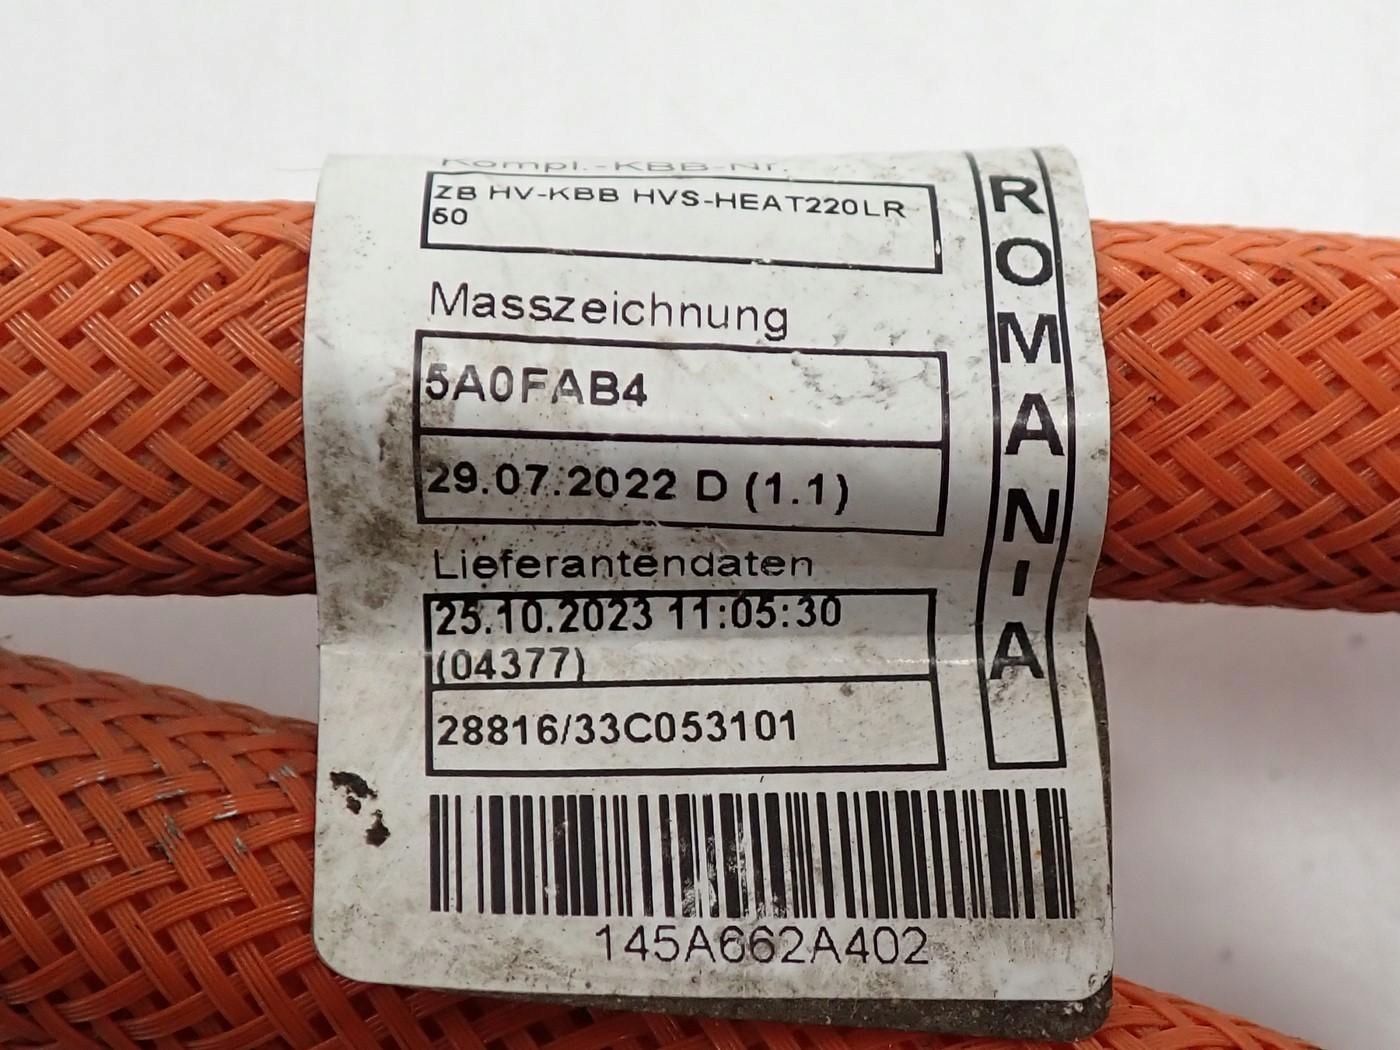 Kompl.-KBB-Nr.
ZB HV-KBB HVS-HEAT220LR
60
Masszeichnung
5A0FAB4
29.07.2022 D (1.1)
Lieferantendaten
25.10.2023 11:05:30
(04377)
28816/33C053101
145A662A402
ROMANIA